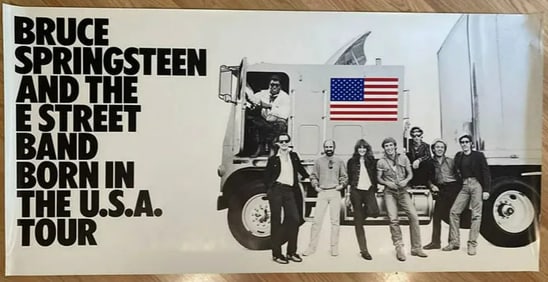 BRUCE
SPRINGSTEEN
AND THE
E STREET
BAND
BORN IN
THE U.S.A.
TOUR